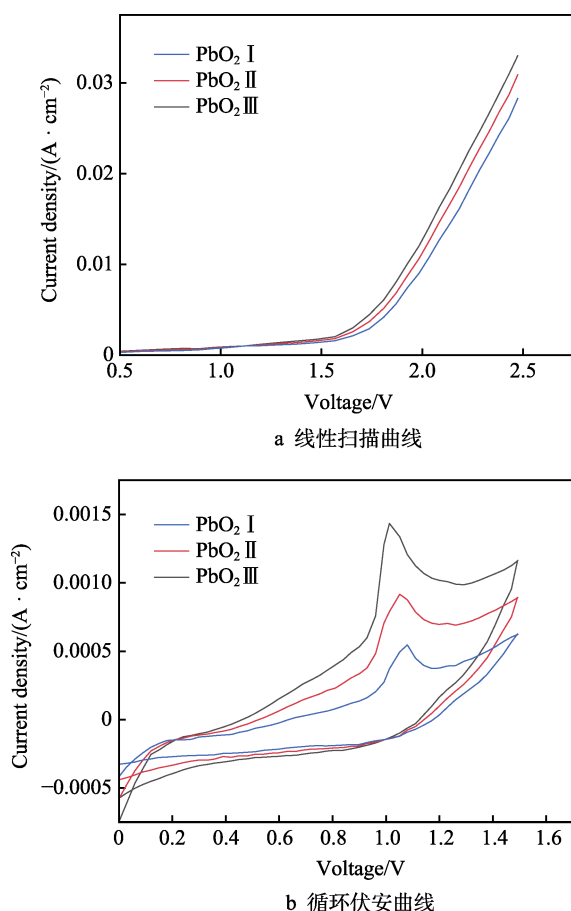 PbO₂ Ⅰ
PbO₂ Ⅱ
PbO₂ Ⅲ
Current density/(A · cm⁻²)
0.03
0.02
0.01
0
0.5 1.0 1.5 2.0 2.5
Voltage/V
a 线性扫描曲线
PbO₂ Ⅰ
PbO₂ Ⅱ
PbO₂ Ⅲ
Current density/(A · cm⁻²)
0.0015
0.0010
0.0005
0
−0.0005
0 0.2 0.4 0.6 0.8 1.0 1.2 1.4 1.6
Voltage/V
b 循环伏安曲线